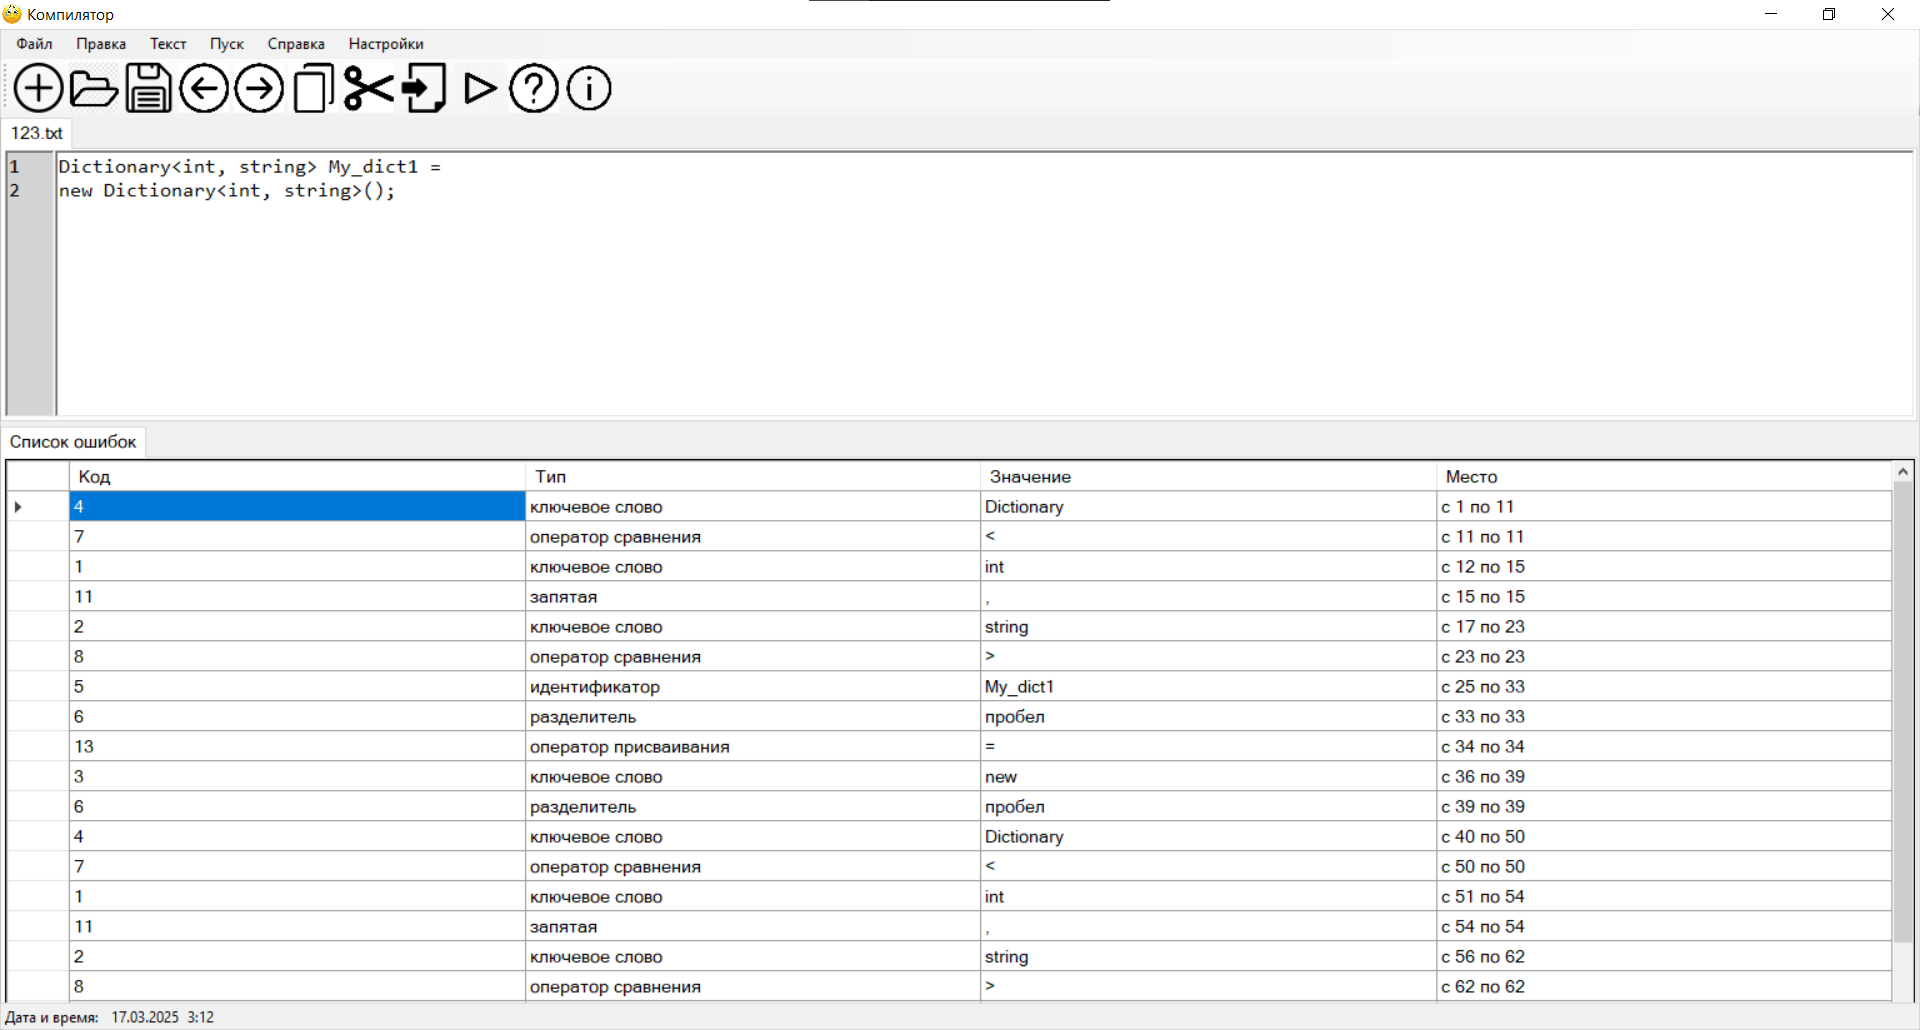 Компилятор
Файл Правка Текст Пуск Справка Настройки
123.txt
1 Dictionary<int, string> My_dict1 =
2 new Dictionary<int, string>();
Список ошибок
Код Тип Значение Место
4 ключевое слово Dictionary с 1 по 11
7 оператор сравнения < с 11 по 11
1 ключевое слово int с 12 по 15
11 запятая , с 15 по 15
2 ключевое слово string с 17 по 23
8 оператор сравнения > с 23 по 23
5 идентификатор My_dict1 с 25 по 33
6 разделитель пробел с 33 по 33
13 оператор присваивания = с 34 по 34
3 ключевое слово new с 36 по 39
6 разделитель пробел с 39 по 39
4 ключевое слово Dictionary с 40 по 50
7 оператор сравнения < с 50 по 50
1 ключевое слово int с 51 по 54
11 запятая , с 54 по 54
2 ключевое слово string с 56 по 62
8 оператор сравнения > с 62 по 62
Дата и время: 17.03.2025 3:12